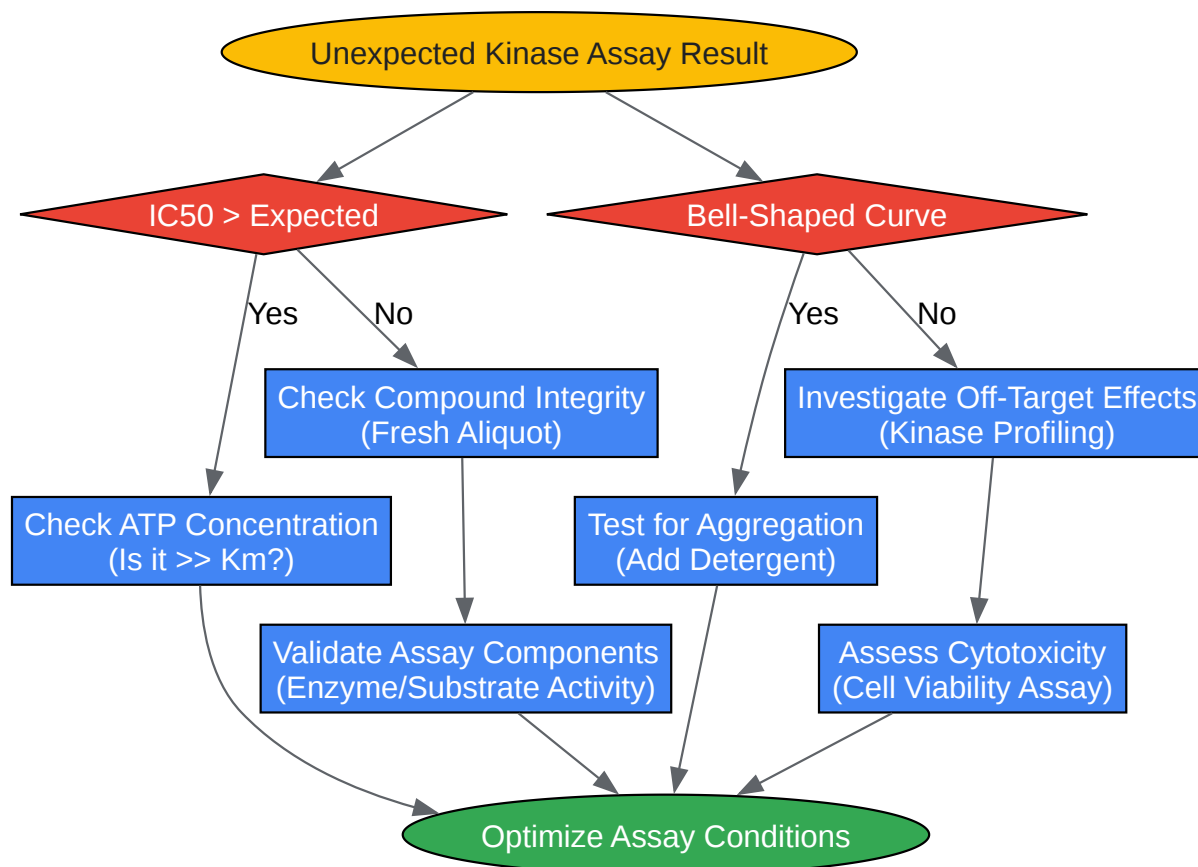 Unexpected Kinase Assay Result
IC50 > Expected
Bell-Shaped Curve
Yes
No
Yes
No
Check Compound Integrity
(Fresh Aliquot)
Investigate Off-Target Effects
(Kinase Profiling)
Check ATP Concentration
(Is it >> Km?)
Test for Aggregation
(Add Detergent)
Validate Assay Components
(Enzyme/Substrate Activity)
Assess Cytotoxicity
(Cell Viability Assay)
Optimize Assay Conditions